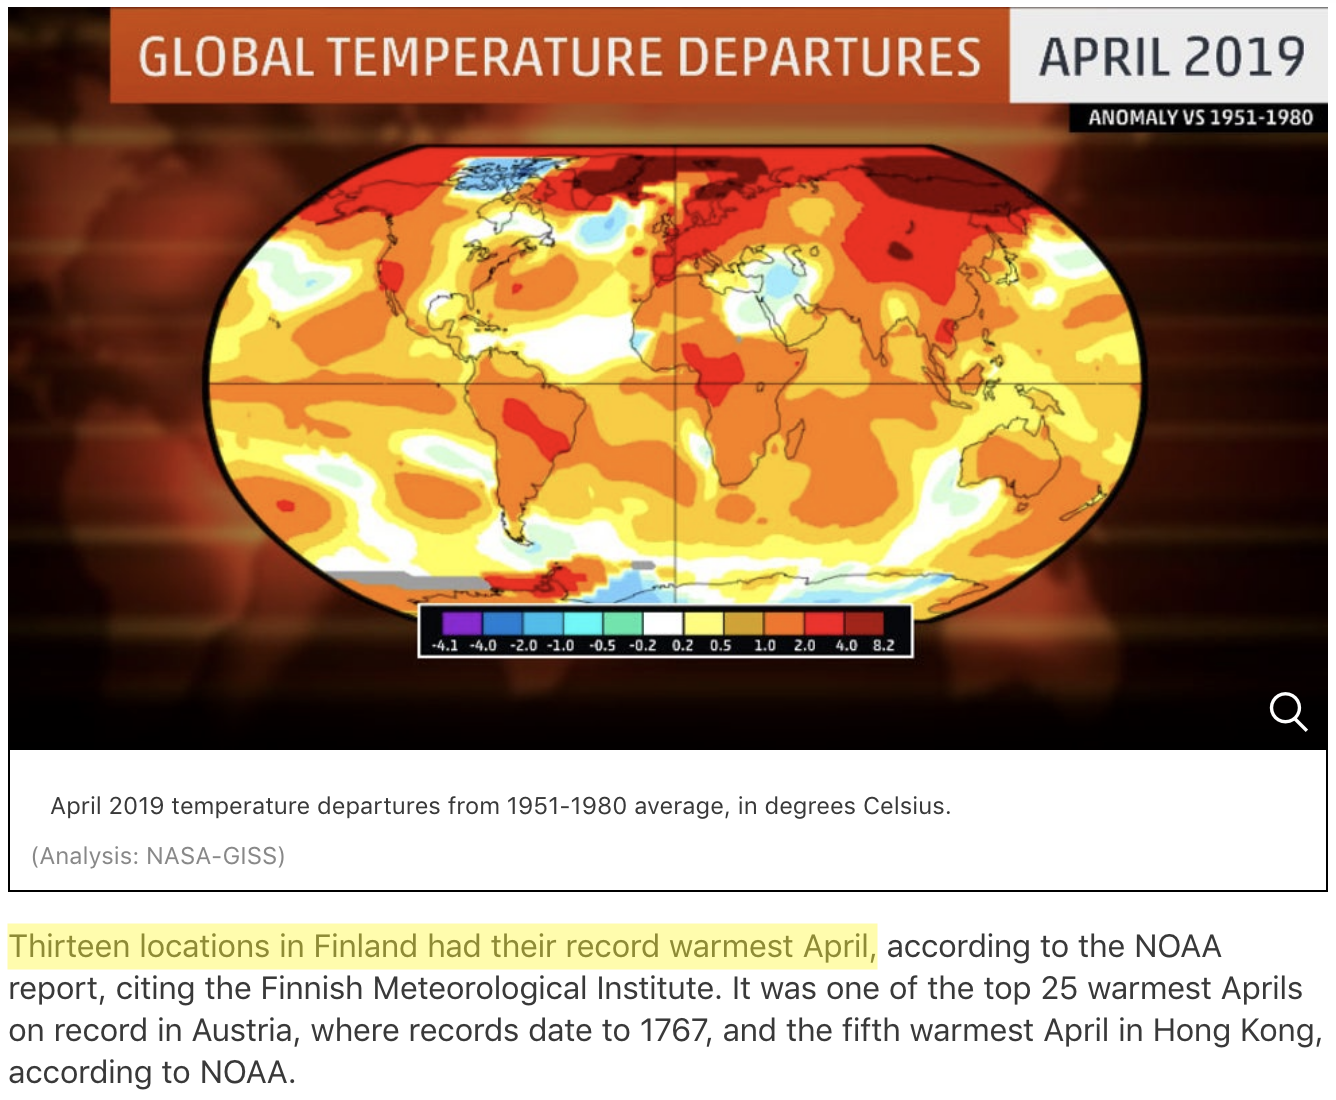 GLOBAL TEMPERATURE DEPARTURES APRIL 2019
ANOMALY VS 1951-1980
-4.1 -4.0 -2.0 -1.0 -0.5 -0.2 0.2 0.5 1.0 2.0 4.0 8.2
April 2019 temperature departures from 1951-1980 average, in degrees Celsius.
(Analysis: NASA-GISS)
Thirteen locations in Finland had their record warmest April, according to the NOAA
report, citing the Finnish Meteorological Institute. It was one of the top 25 warmest Aprils
on record in Austria, where records date to 1767, and the fifth warmest April in Hong Kong,
according to NOAA.